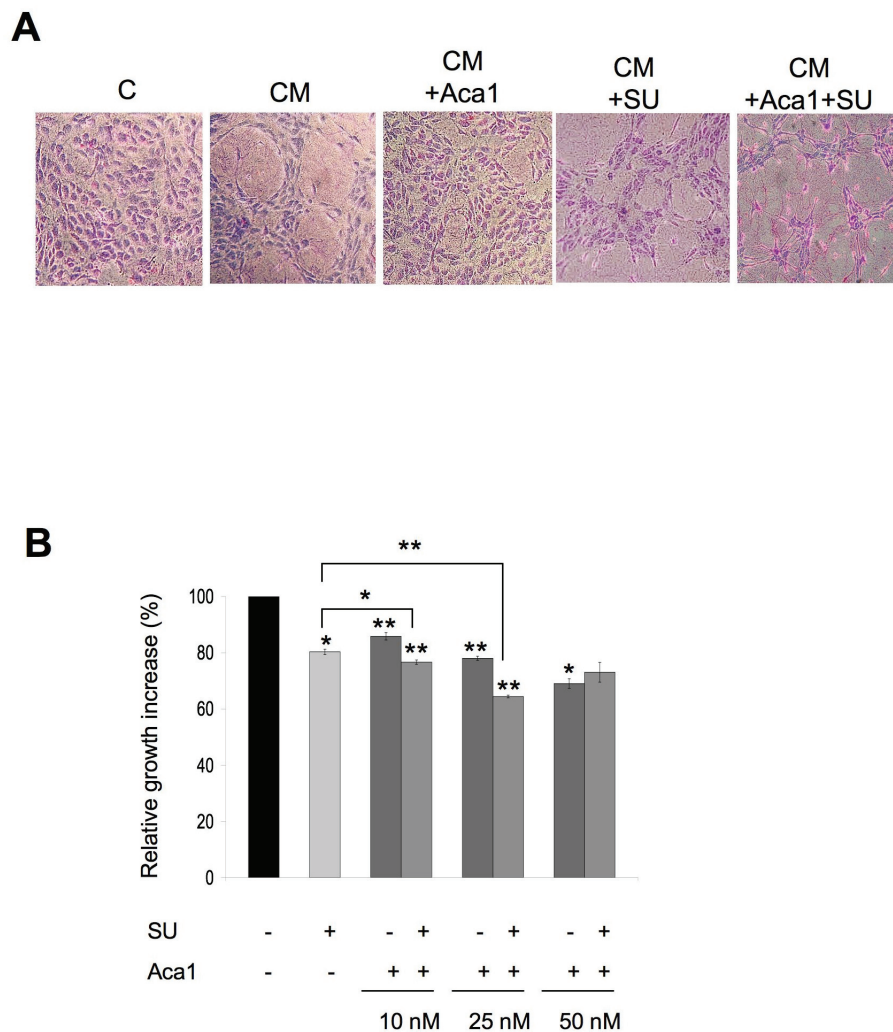 A
C
CM
CM
+Aca1
CM
+SU
CM
+Aca1+SU
B
Relative growth increase (%)
100
80
60
40
20
0
**
*
*
**
**
**
**
*
SU - + - + - + - +
Aca1 - - + + + + + +
10 nM 25 nM 50 nM